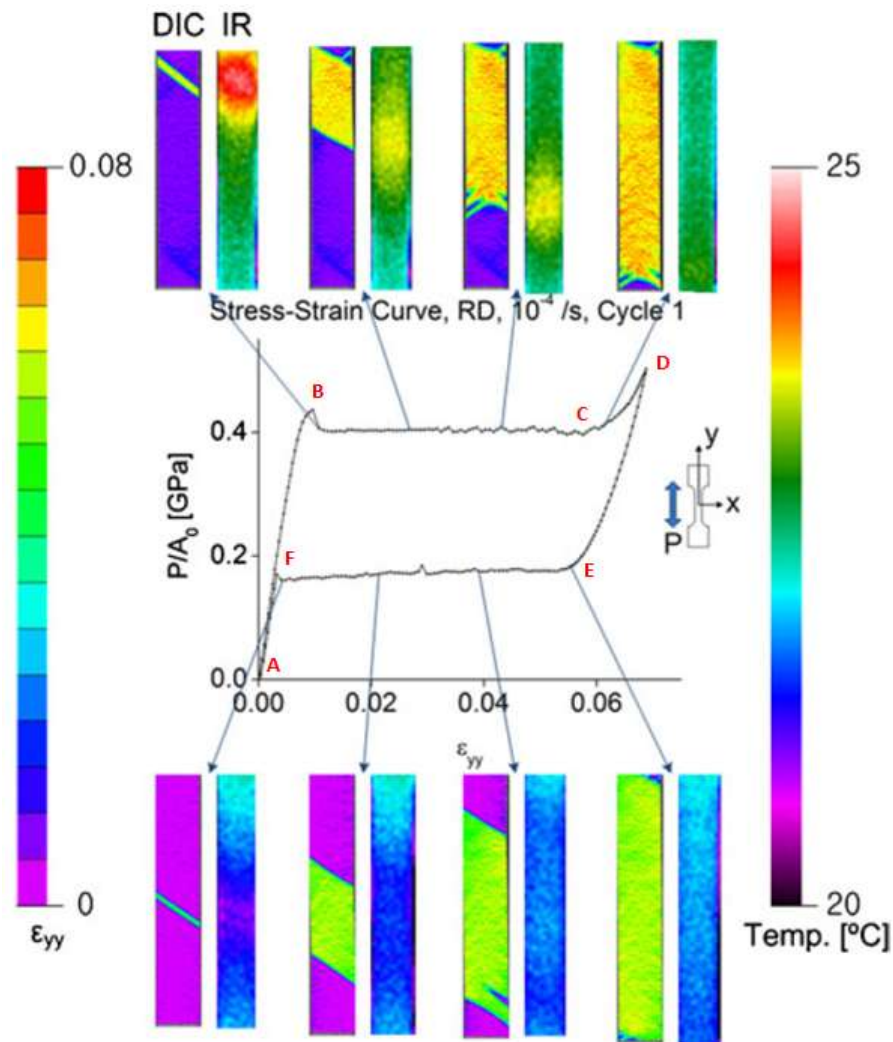 DIC IR
0.08
25
Stress-Strain Curve, RD, 10⁻⁴ /s, Cycle 1
D
B
C
0.4
y
P/A₀ [GPa]
x
P
0.2
F
E
A
0.0
0.00 0.02 0.04 0.06
εyy
0
20
εyy
Temp. [ºC]